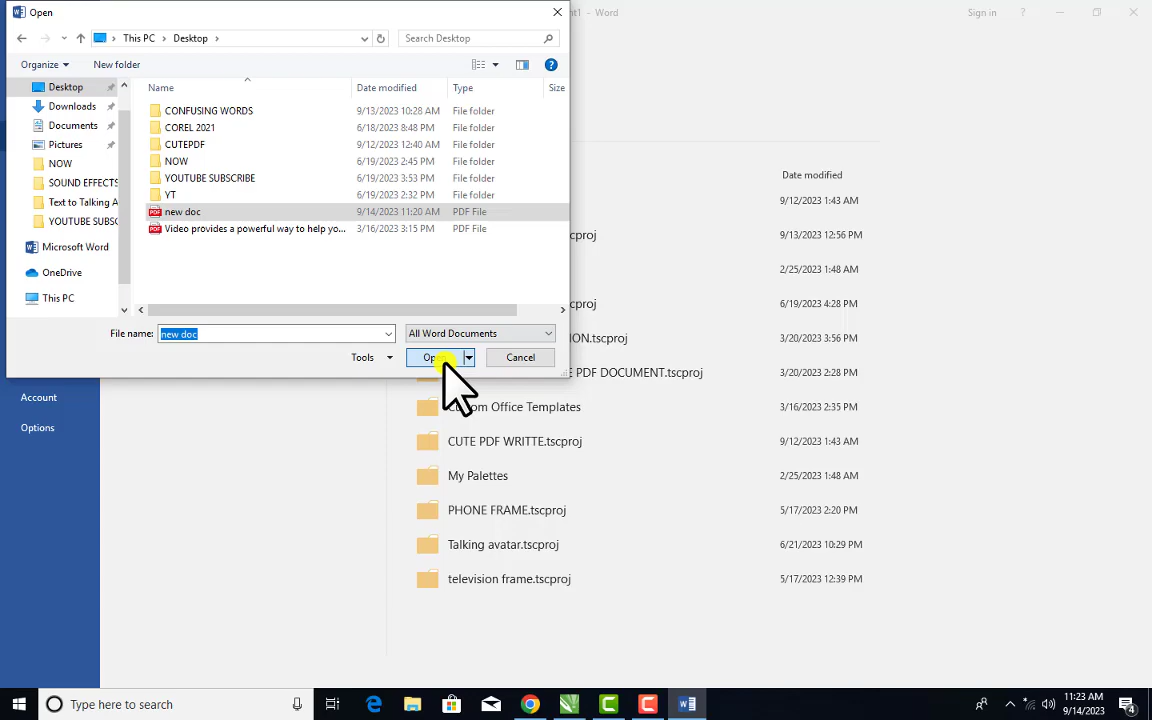 Open
nt1 - Word
Sign in
?
This PC > Desktop >
Search Desktop
Organize
New folder
Name
Date modified
Type
Size
Desktop
Downloads
Documents
Pictures
NOW
SOUND EFFECTS
Text to Talking A
YOUTUBE SUBSC
Microsoft Word
OneDrive
This PC
CONFUSING WORDS 9/13/2023 10:28 AM File folder
COREL 2021 6/18/2023 8:48 PM File folder
CUTEPDF 9/12/2023 12:40 AM File folder
NOW 6/19/2023 2:45 PM File folder
YOUTUBE SUBSCRIBE 6/19/2023 3:53 PM File folder
YT 6/19/2023 2:32 PM File folder
new doc 9/14/2023 11:20 AM PDF File
Video provides a powerful way to help yo... 3/16/2023 3:15 PM PDF File
File name: new doc
All Word Documents
Tools
Open
Cancel
Account
Options
Date modified
9/12/2023 1:43 AM
scproj 9/13/2023 12:56 PM
2/25/2023 1:48 AM
scproj 6/19/2023 4:28 PM
ION.tscproj 3/20/2023 3:56 PM
E PDF DOCUMENT.tscproj 3/20/2023 2:28 PM
Custom Office Templates 3/16/2023 2:35 PM
CUTE PDF WRITTE.tscproj 9/12/2023 1:43 AM
My Palettes 2/25/2023 1:48 AM
PHONE FRAME.tscproj 5/17/2023 2:20 PM
Talking avatar.tscproj 6/21/2023 10:29 PM
television frame.tscproj 5/17/2023 12:39 PM
Type here to search
11:23 AM
9/14/2023
4